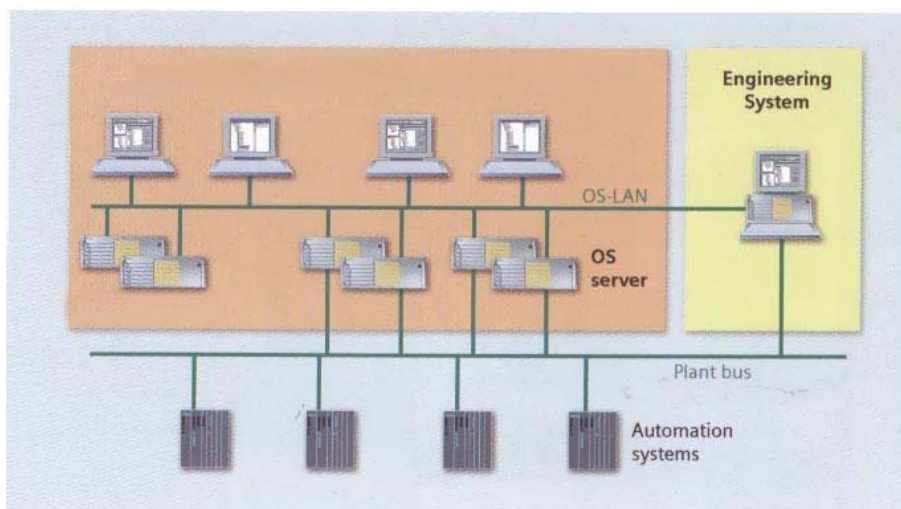 Engineering
System
OS-LAN
OS
server
Plant bus
Automation
systems